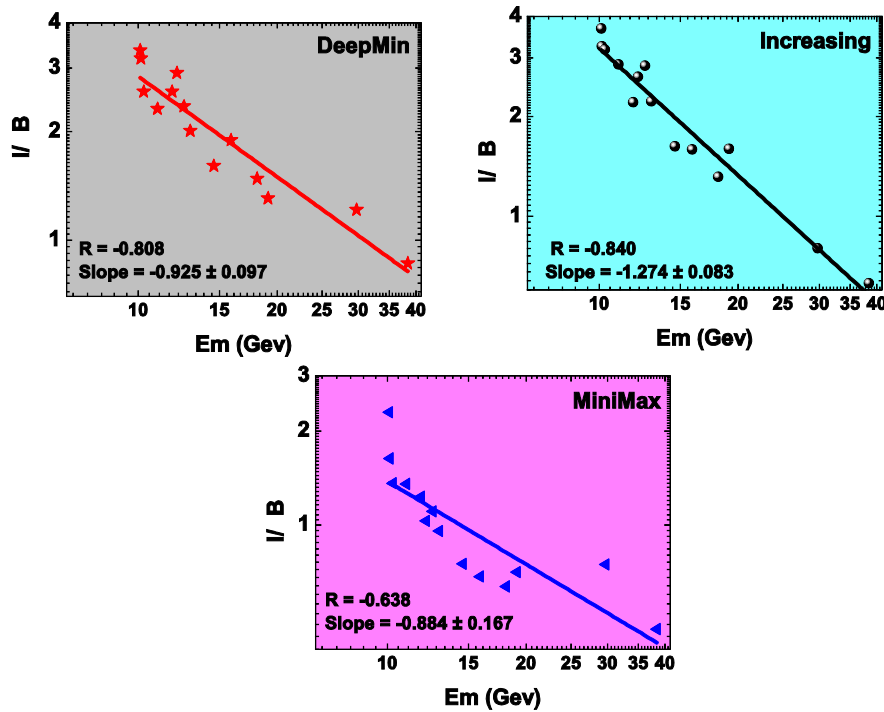 DeepMin
4
3
2
1
I/ B
R = -0.808
Slope = -0.925 ± 0.097
10 15 20 25 30 35 40
Em (Gev)
Increasing
4
3
2
1
I/ B
R = -0.840
Slope = -1.274 ± 0.083
10 15 20 25 30 35 40
Em (Gev)
MiniMax
3
2
1
I/ B
R = -0.638
Slope = -0.884 ± 0.167
10 15 20 25 30 35 40
Em (Gev)